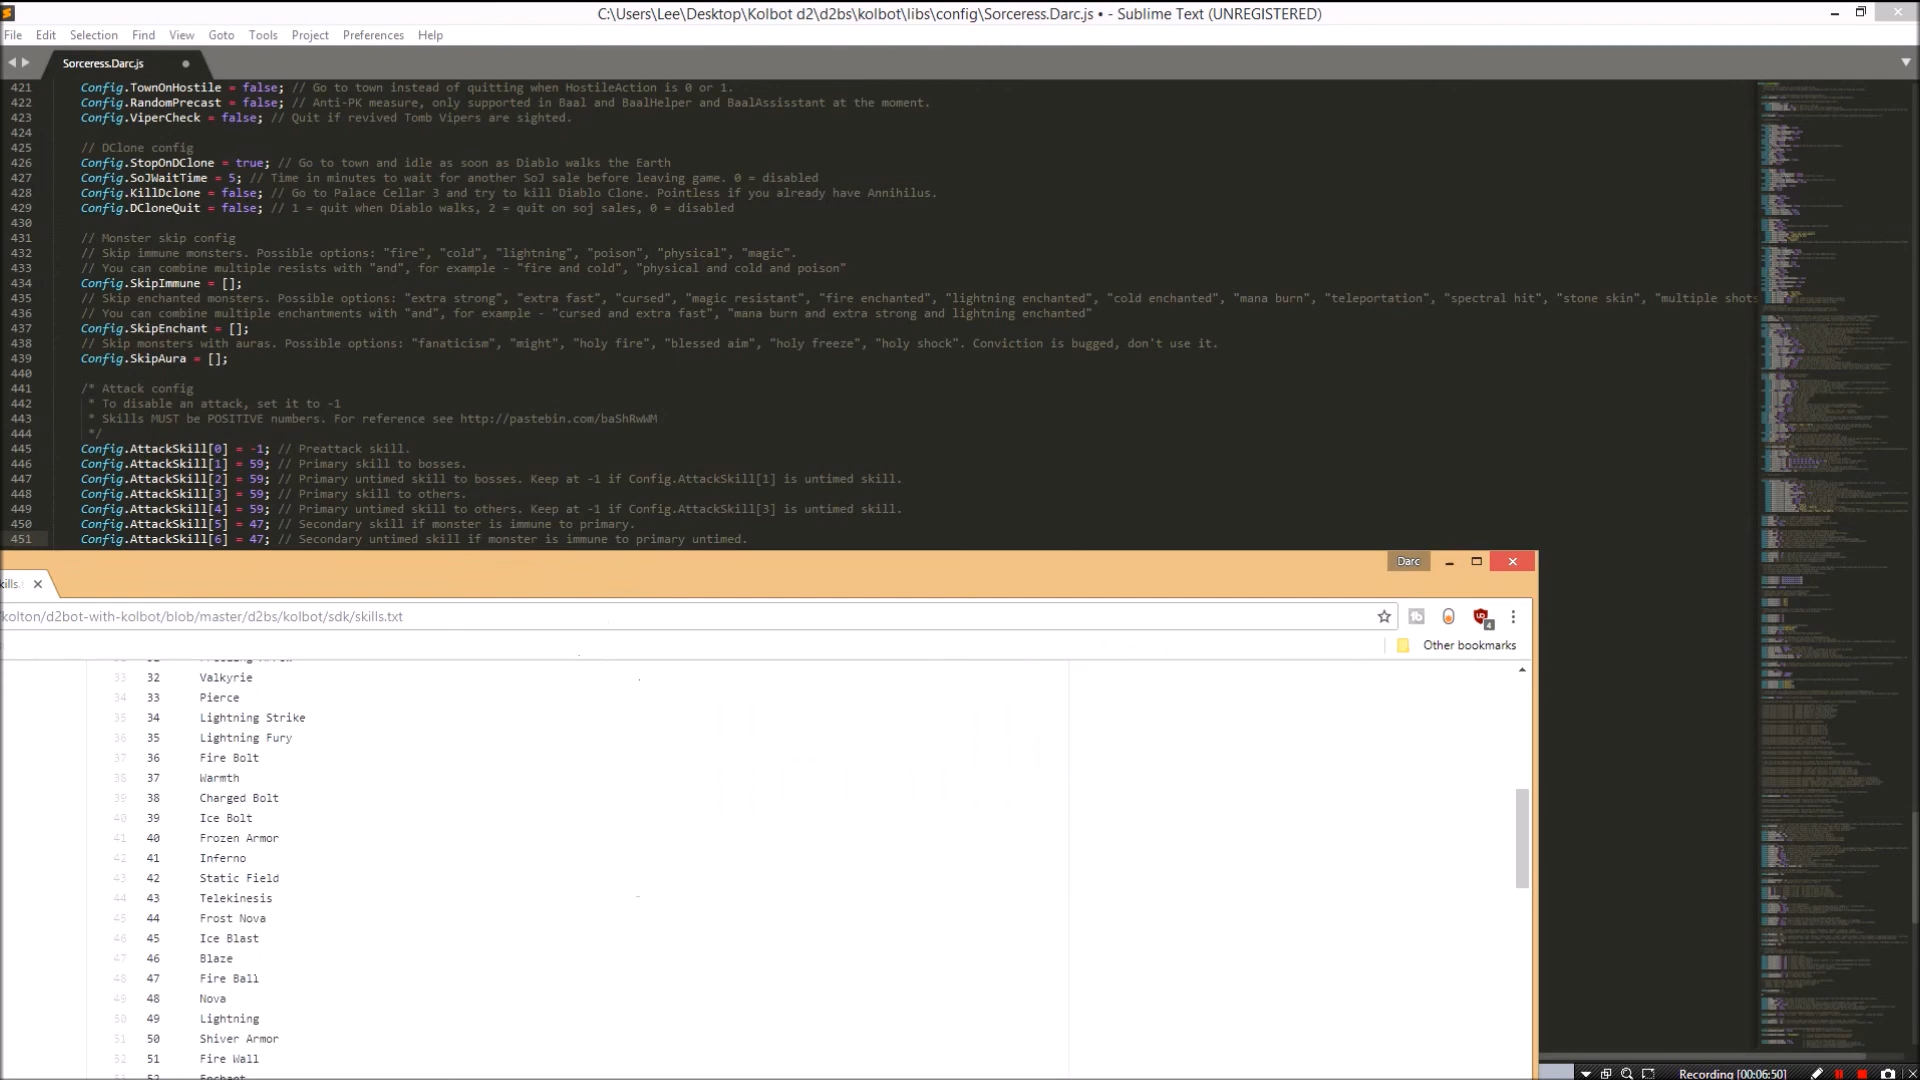 C:\Users\Lee\Desktop\Kolbot d2\d2bs\kolbot\libs\config\Sorceress.Darc.js • - Sublime Text (UNREGISTERED)
File Edit Selection Find View Goto Tools Project Preferences Help
Sorceress.Darc.js
421 Config.TownOnHostile = false; // Go to town instead of quitting when HostileAction is 0 or 1.
422 Config.RandomPrecast = false; // Anti-PK measure, only supported in Baal and BaalHelper and BaalAssisstant at the moment.
423 Config.ViperCheck = false; // Quit if revived Tomb Vipers are sighted.
424
425 // DClone config
426 Config.StopOnDClone = true; // Go to town and idle as soon as Diablo walks the Earth
427 Config.SoJWaitTime = 5; // Time in minutes to wait for another SoJ sale before leaving game. 0 = disabled
428 Config.KillDclone = false; // Go to Palace Cellar 3 and try to kill Diablo Clone. Pointless if you already have Annihilus.
429 Config.DCloneQuit = false; // 1 = quit when Diablo walks, 2 = quit on soj sales, 0 = disabled
430
431 // Monster skip config
432 // Skip immune monsters. Possible options: "fire", "cold", "lightning", "poison", "physical", "magic".
433 // You can combine multiple resists with "and", for example - "fire and cold", "physical and cold and poison"
434 Config.SkipImmune = [];
435 // Skip enchanted monsters. Possible options: "extra strong", "extra fast", "cursed", "magic resistant", "fire enchanted", "lightning enchanted", "cold enchanted", "mana burn", "teleportation", "spectral hit", "stone skin", "multiple shots
436 // You can combine multiple enchantments with "and", for example - "cursed and extra fast", "mana burn and extra strong and lightning enchanted"
437 Config.SkipEnchant = [];
438 // Skip monsters with auras. Possible options: "fanaticism", "might", "holy fire", "blessed aim", "holy freeze", "holy shock". Conviction is bugged, don't use it.
439 Config.SkipAura = [];
440
441 /* Attack config
442 * To disable an attack, set it to -1
443 * Skills MUST be POSITIVE numbers. For reference see http://pastebin.com/baShRwWM
444 */
445 Config.AttackSkill[0] = -1; // Preattack skill.
446 Config.AttackSkill[1] = 59; // Primary skill to bosses.
447 Config.AttackSkill[2] = 59; // Primary untimed skill to bosses. Keep at -1 if Config.AttackSkill[1] is untimed skill.
448 Config.AttackSkill[3] = 59; // Primary skill to others.
449 Config.AttackSkill[4] = 59; // Primary untimed skill to others. Keep at -1 if Config.AttackSkill[3] is untimed skill.
450 Config.AttackSkill[5] = 47; // Secondary skill if monster is immune to primary.
451 Config.AttackSkill[6] = 47; // Secondary untimed skill if monster is immune to primary untimed.
Darc
kills.
kolton/d2bot-with-kolbot/blob/master/d2bs/kolbot/sdk/skills.txt
4
Other bookmarks
33 32 Valkyrie
34 33 Pierce
35 34 Lightning Strike
36 35 Lightning Fury
37 36 Fire Bolt
38 37 Warmth
39 38 Charged Bolt
40 39 Ice Bolt
41 40 Frozen Armor
42 41 Inferno
43 42 Static Field
44 43 Telekinesis
45 44 Frost Nova
46 45 Ice Blast
47 46 Blaze
48 47 Fire Ball
49 48 Nova
50 49 Lightning
51 50 Shiver Armor
52 51 Fire Wall
Recording [00:06:50]